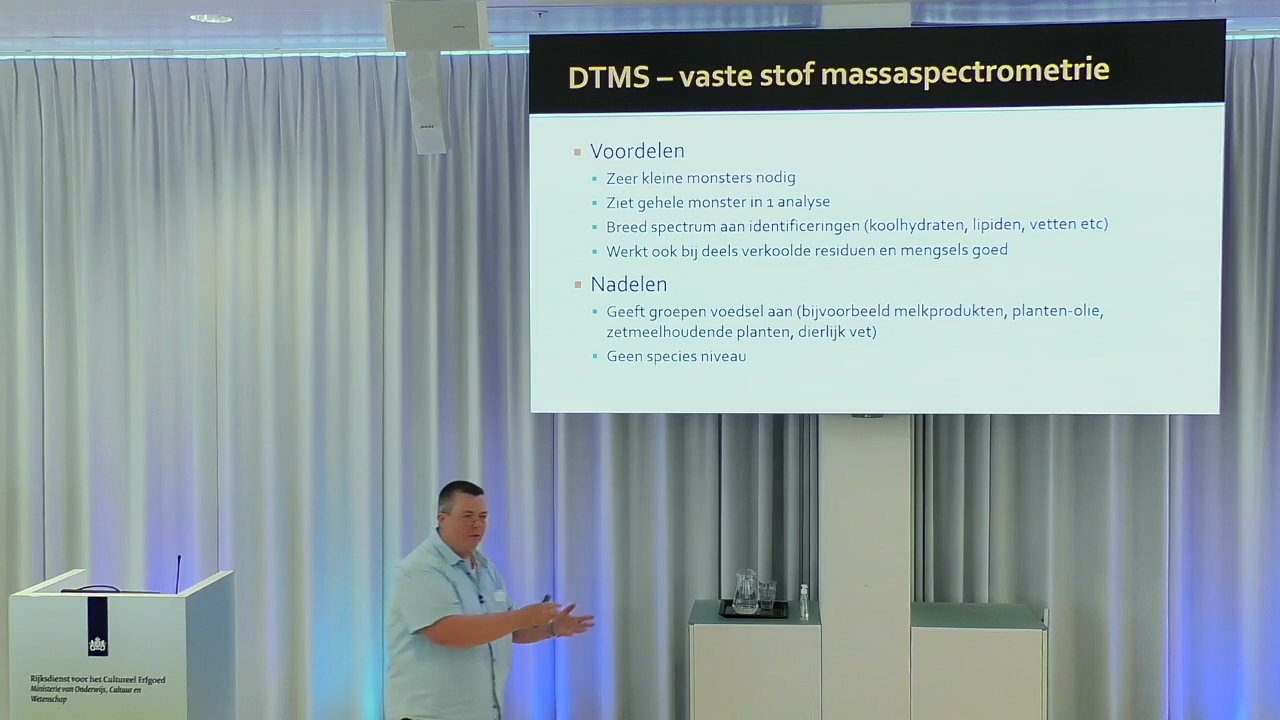 DTMS – vaste stof massaspectrometrie
Voordelen
Zeer kleine monsters nodig
Ziet gehele monster in 1 analyse
Breed spectrum aan identificeringen (koolhydraten, lipiden, vetten etc)
Werkt ook bij deels verkoolde residuen en mengsels goed
Nadelen
Geeft groepen voedsel aan (bijvoorbeeld melkprodukten, planten-olie,
zetmeelhoudende planten, dierlijk vet)
Geen species niveau
Rijksdienst voor het Cultureel Erfgoed
Ministerie van Onderwijs, Cultuur en
Wetenschap